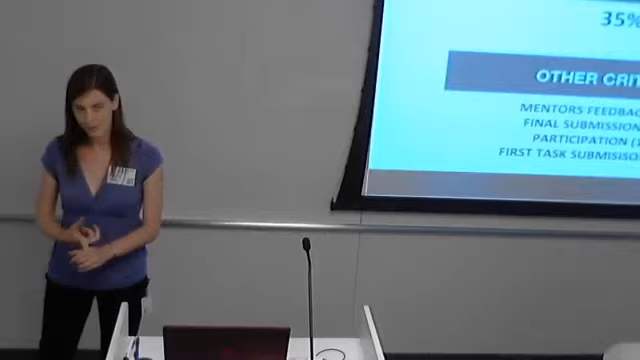 35%
OTHER CRIT
MENTORS FEEDBAC
FINAL SUBMISSION
PARTICIPATION (
FIRST TASK SUBMISISO